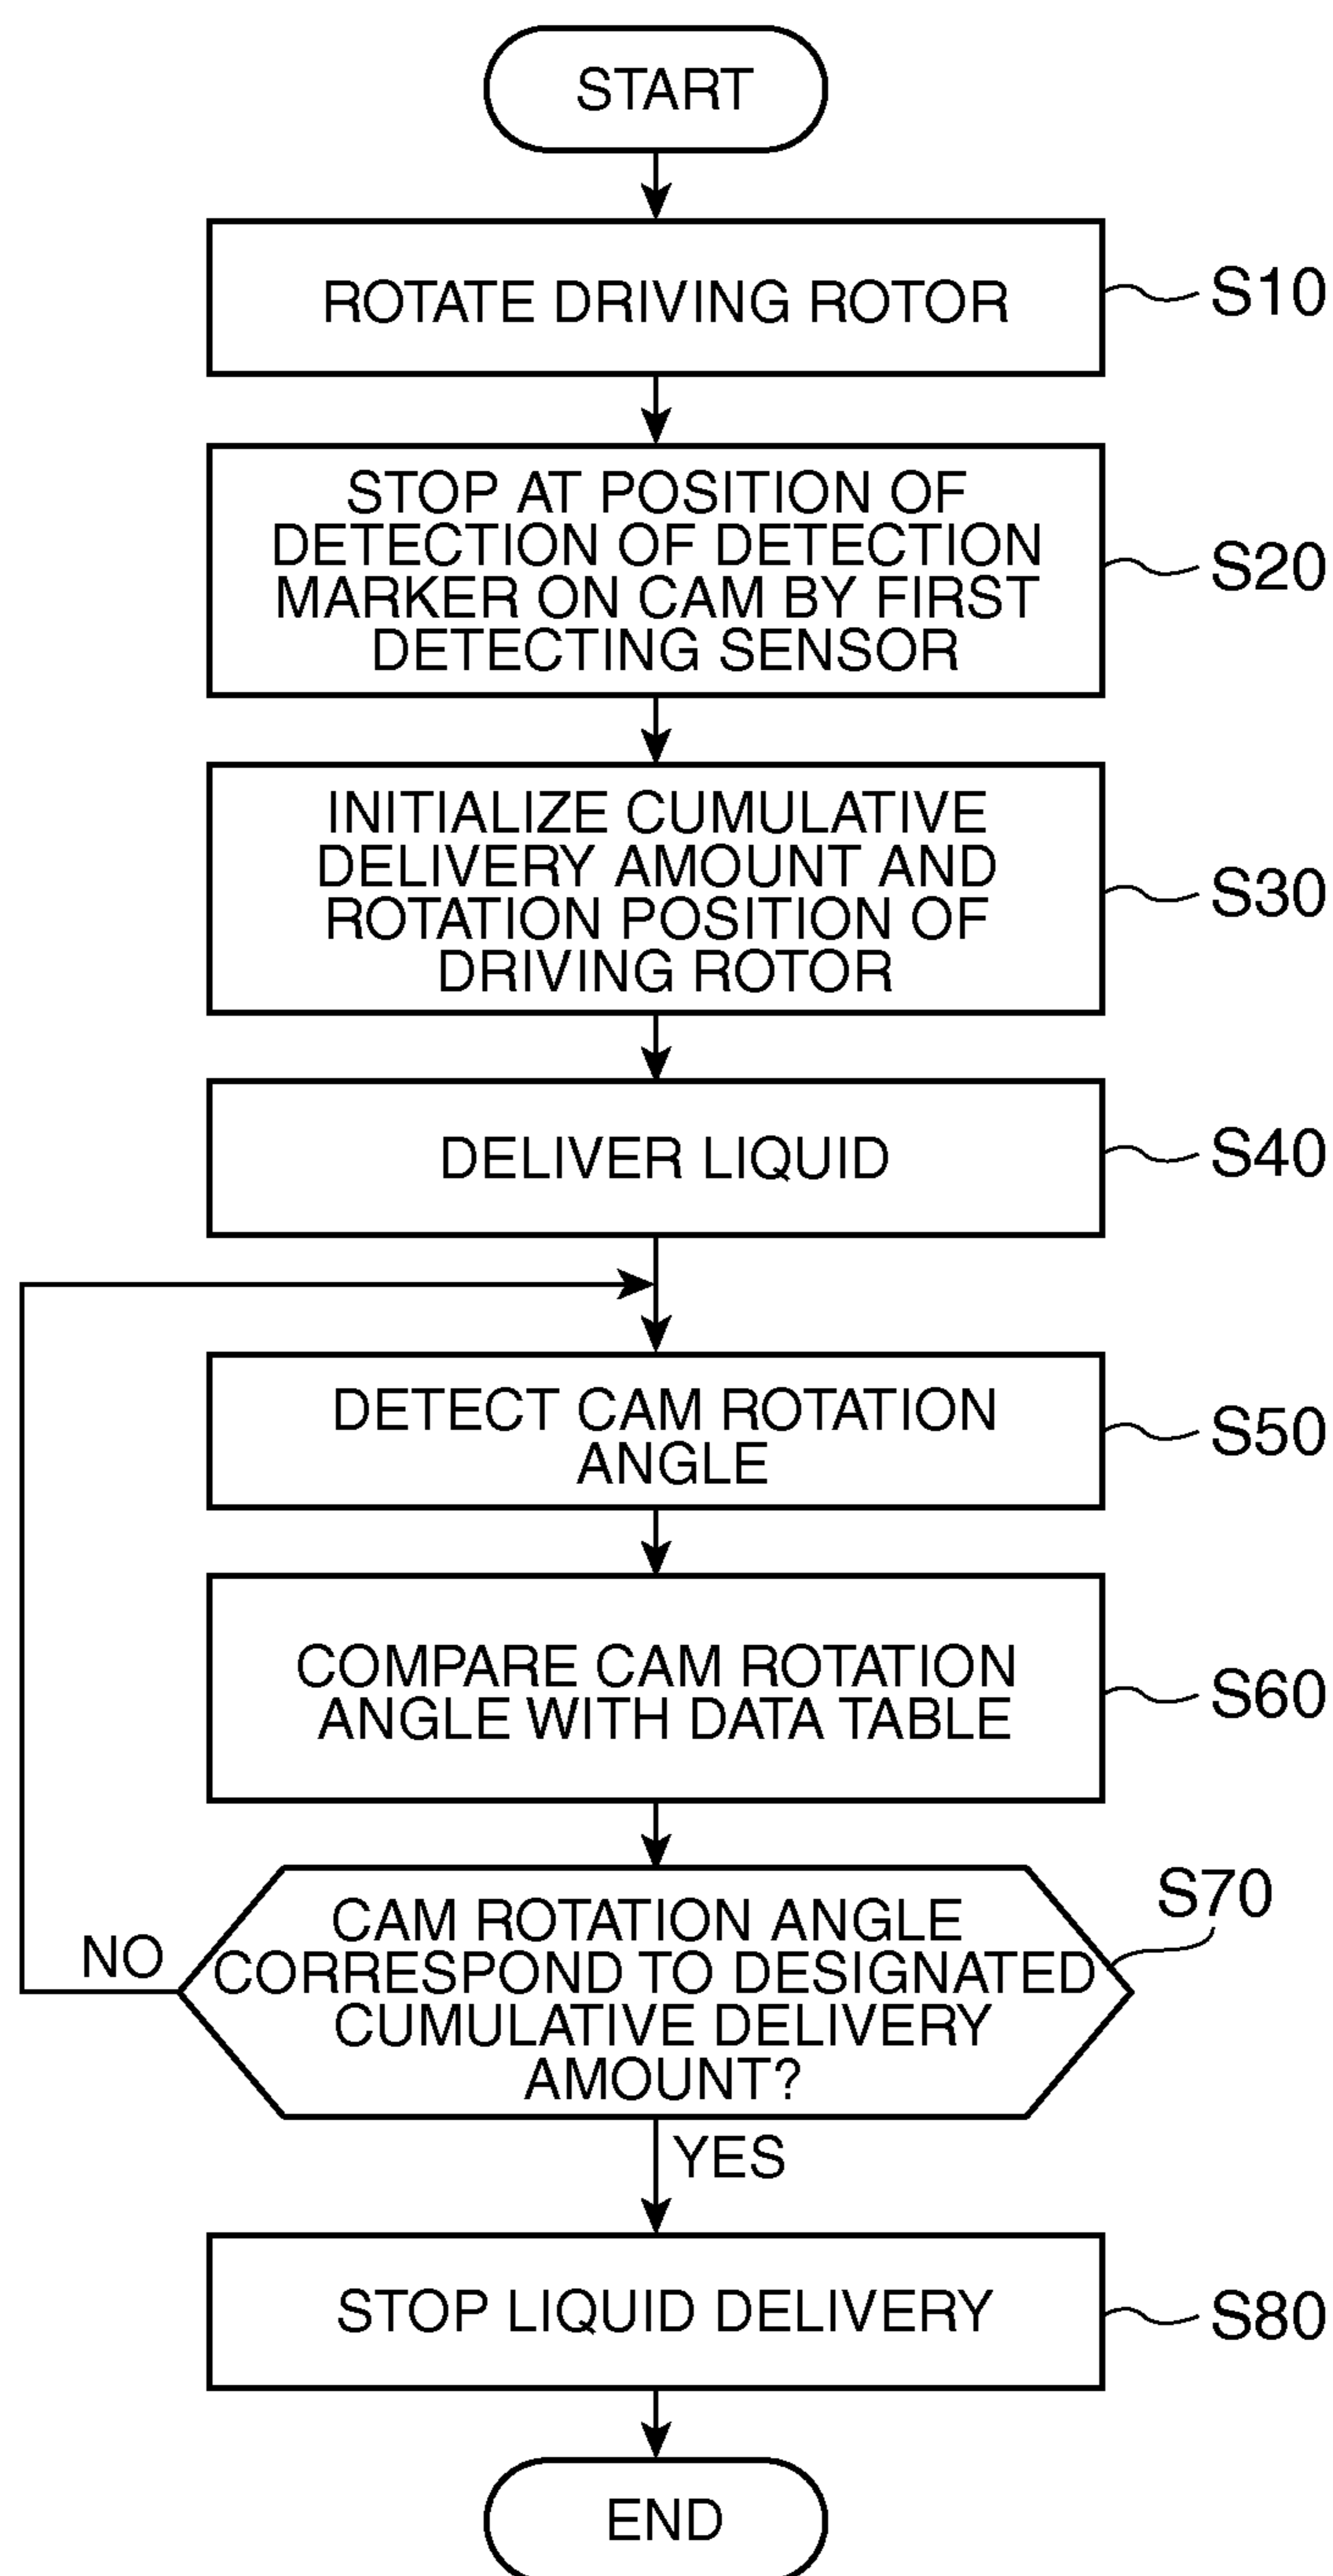 START
ROTATE DRIVING ROTOR
S10
STOP AT POSITION OF
DETECTION OF DETECTION
MARKER ON CAM BY FIRST
DETECTING SENSOR
S20
INITIALIZE CUMULATIVE
DELIVERY AMOUNT AND
ROTATION POSITION OF
DRIVING ROTOR
S30
DELIVER LIQUID
S40
DETECT CAM ROTATION
ANGLE
S50
COMPARE CAM ROTATION
ANGLE WITH DATA TABLE
S60
CAM ROTATION ANGLE
CORRESPOND TO DESIGNATED
CUMULATIVE DELIVERY
AMOUNT?
S70
NO
YES
STOP LIQUID DELIVERY
S80
END